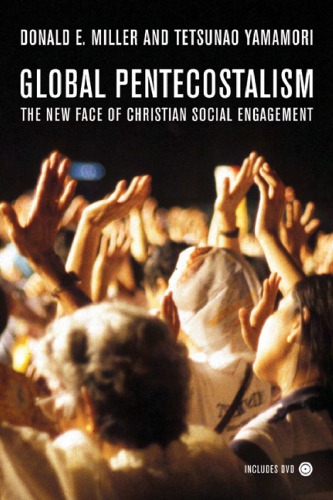 DONALD E. MILLER AND TETSUNAO YAMAMORI
GLOBAL PENTECOSTALISM
THE NEW FACE OF CHRISTIAN SOCIAL ENGAGEMENT
INCLUDES DVD